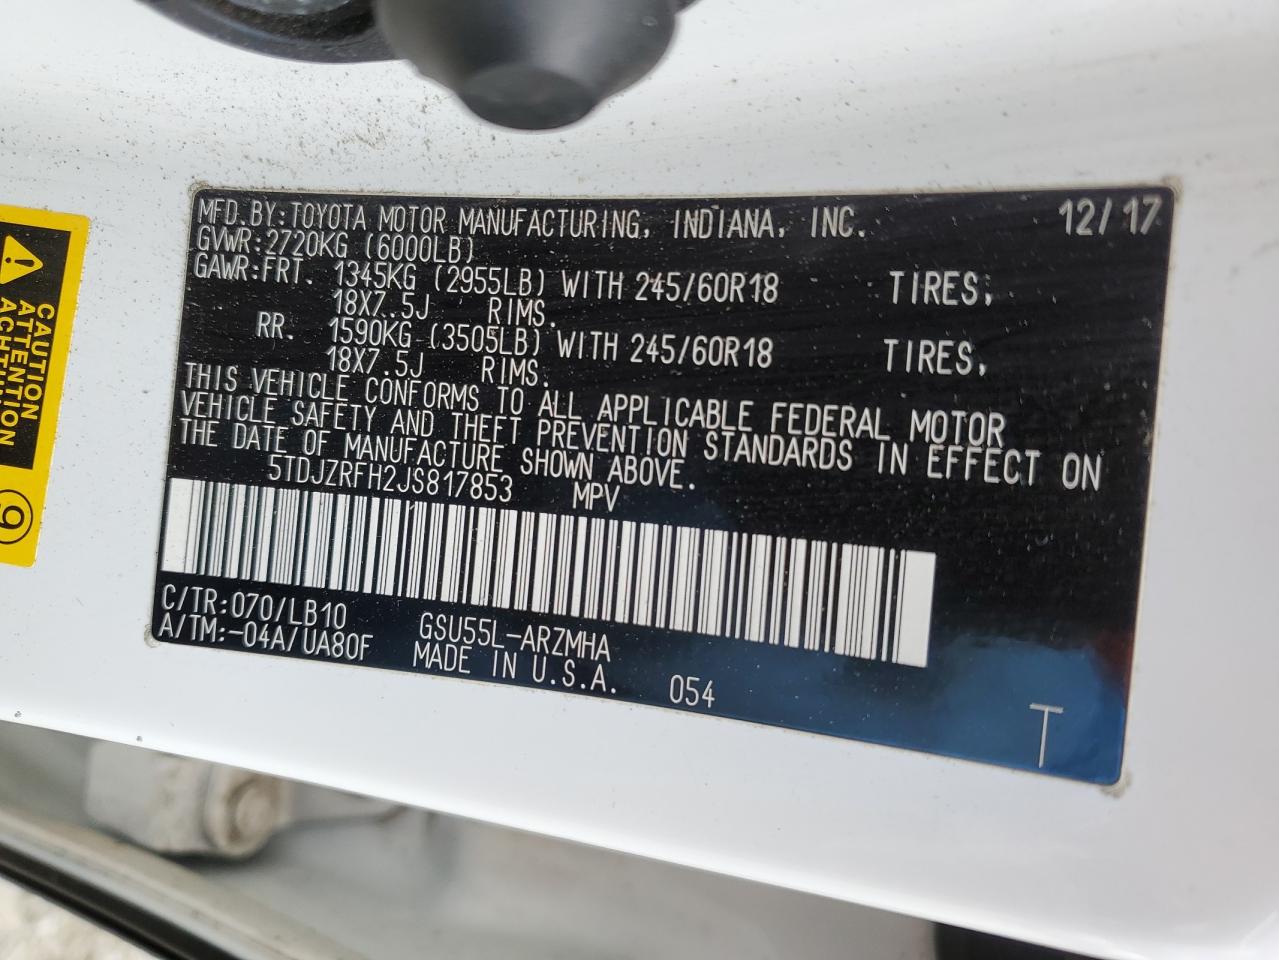 MFD.BY:TOYOTA MOTOR MANUFACTURING, INDIANA, INC. 12/17
GVWR:2720KG (6000LB)
GAWR:FRT. 1345KG (2955LB) WITH 245/60R18 TIRES,
18X7.5J RIMS.
RR. 1590KG (3505LB) WITH 245/60R18 TIRES,
18X7.5J RIMS.
THIS VEHICLE CONFORMS TO ALL APPLICABLE FEDERAL MOTOR
VEHICLE SAFETY AND THEFT PREVENTION STANDARDS IN EFFECT ON
THE DATE OF MANUFACTURE SHOWN ABOVE.
5TDJZRFH2JS817853 MPV
C/TR:070/LB10 GSU55L-ARZMHA
A/TM:-04A/UA80F MADE IN U.S.A. 054
T
CAUTION
ATTENTION
ACHTUNG
9